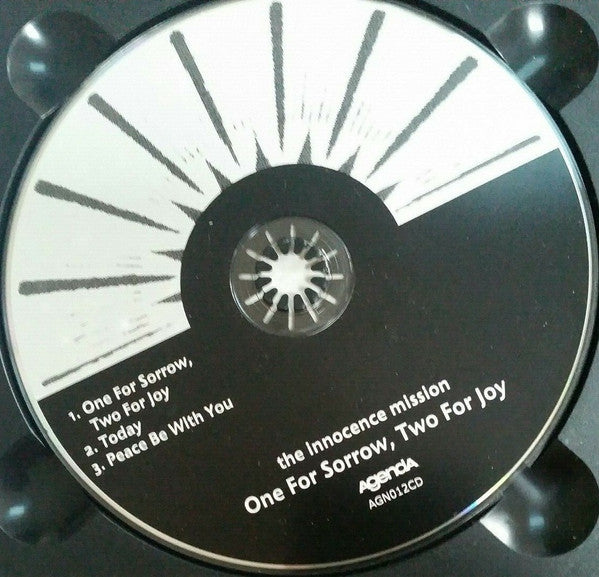 1. One For Sorrow,
Two For Joy
2. Today
3. Peace Be With You
the innocence mission
One For Sorrow, Two For Joy
AgendA
AGN012CD